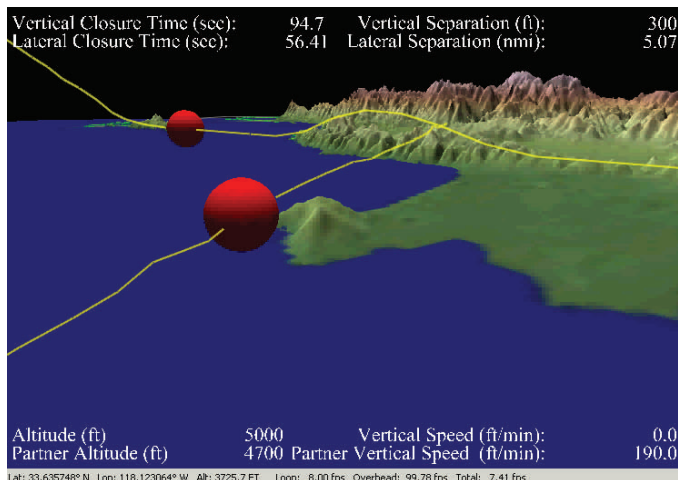 Vertical Closure Time (sec): 94.7 Vertical Separation (ft): 300
Lateral Closure Time (sec): 56.41 Lateral Separation (nmi): 5.07
Altitude (ft) 5000 Vertical Speed (ft/min): 0.0
Partner Altitude (ft) 4700 Partner Vertical Speed (ft/min): 190.0
Lat: 33.635748° N Lon: 118.123064° W Alt: 3725.7 FT Loop: 8.00 fps Overhead: 99.78 fps Total: 7.41 fps